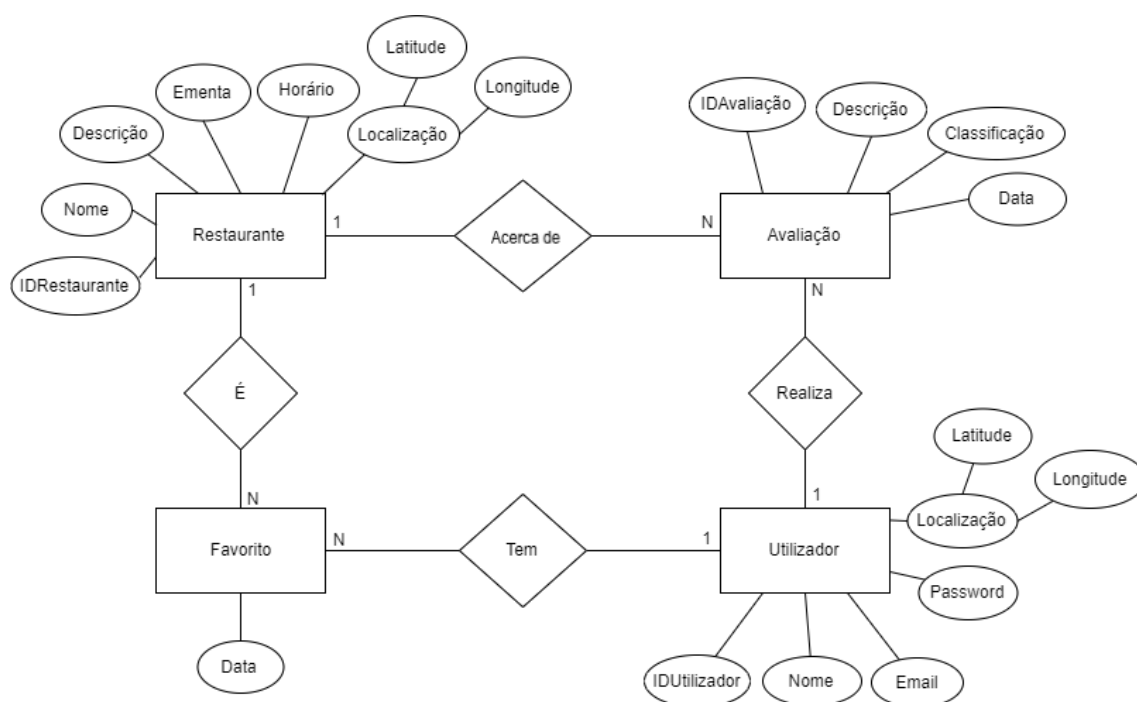 Latitude
Longitude
Ementa
Horário
Localização
Descrição
Nome
IDRestaurante
Restaurante
1
Acerca de
N
Avaliação
IDAvaliação
Descrição
Classificação
Data
1
N
É
Realiza
N
1
Favorito
N
Tem
1
Utilizador
Latitude
Longitude
Localização
Password
Data
IDUtilizador
Nome
Email